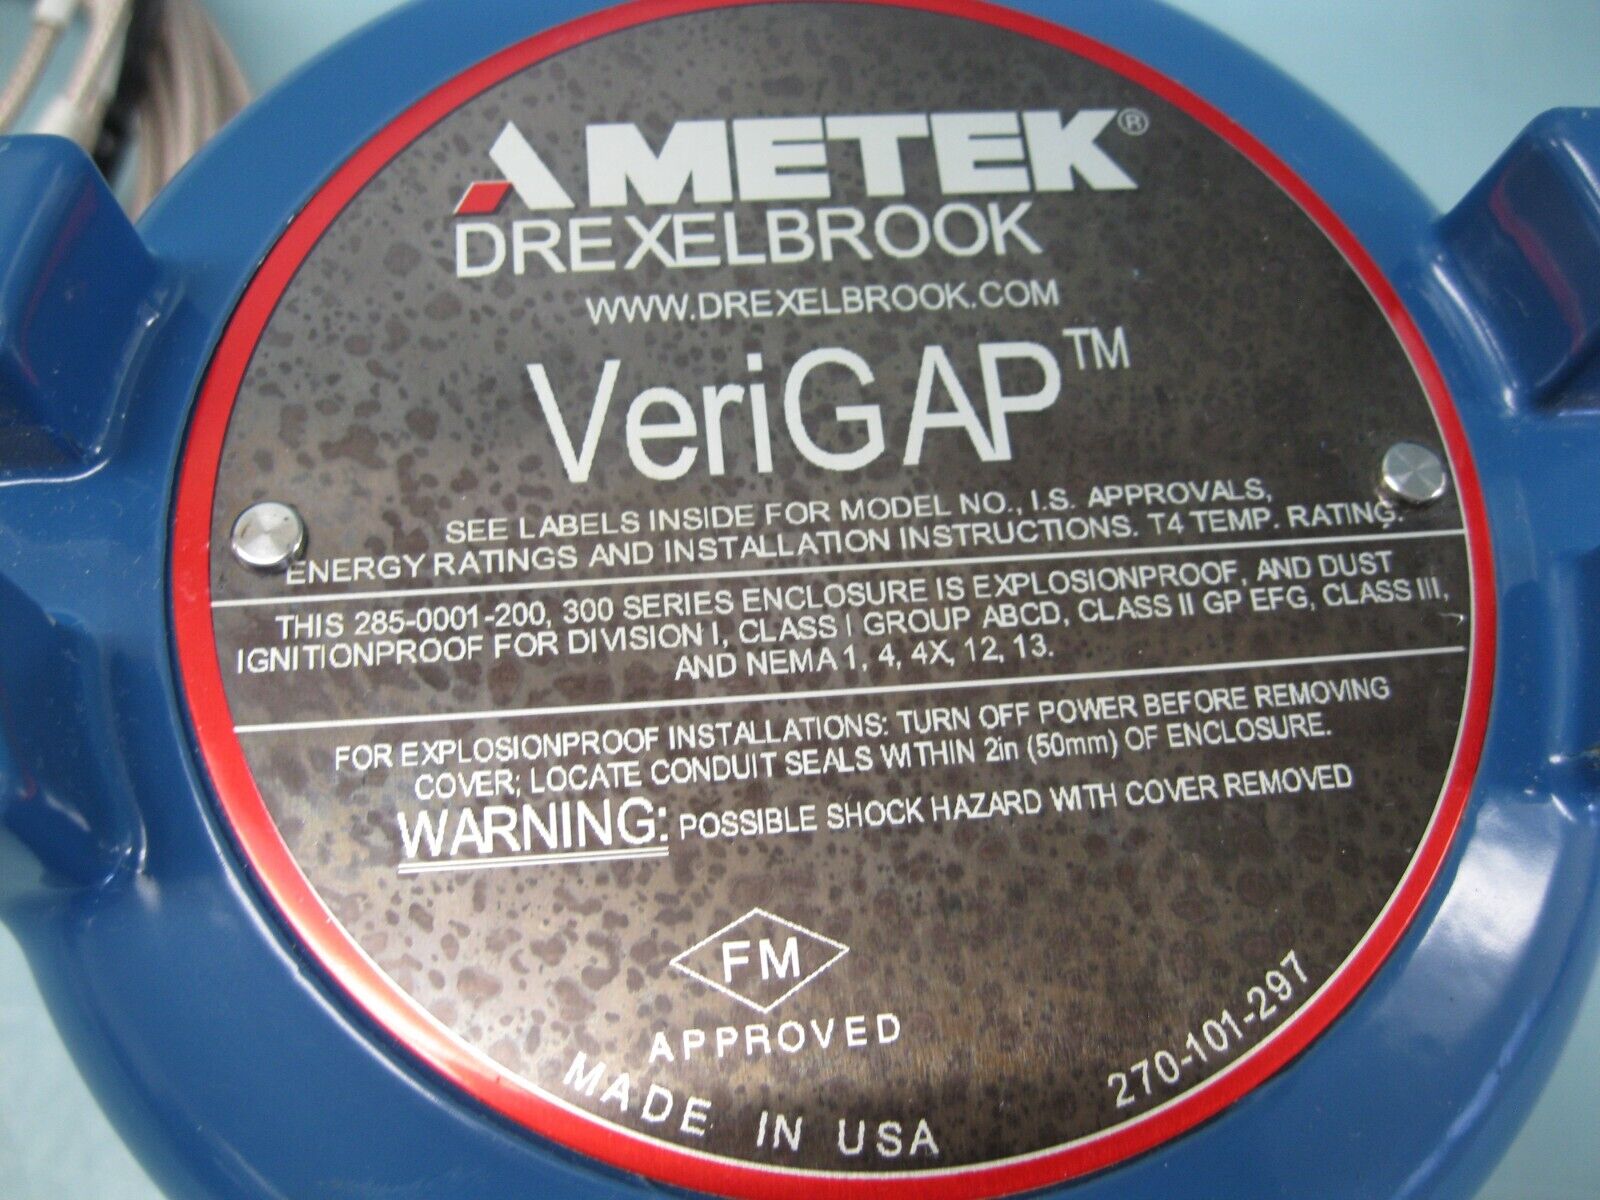 AMETEK®
DREXELBROOK
WWW.DREXELBROOK.COM
VeriGAP™
SEE LABELS INSIDE FOR MODEL NO., I.S. APPROVALS,
ENERGY RATINGS AND INSTALLATION INSTRUCTIONS. T4 TEMP. RATING.
THIS 285-0001-200, 300 SERIES ENCLOSURE IS EXPLOSIONPROOF, AND DUST
IGNITIONPROOF FOR DIVISION I, CLASS I GROUP ABCD, CLASS II GP EFG, CLASS III,
AND NEMA 1, 4, 4X, 12, 13.
FOR EXPLOSIONPROOF INSTALLATIONS: TURN OFF POWER BEFORE REMOVING
COVER; LOCATE CONDUIT SEALS WITHIN 2in (50mm) OF ENCLOSURE.
WARNING: POSSIBLE SHOCK HAZARD WITH COVER REMOVED
FM
APPROVED
MADE IN USA
270-101-297